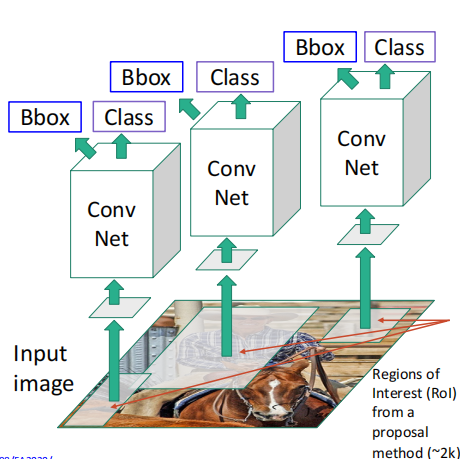 Bbox
Class
Bbox
Class
Bbox
Class
Conv
Net
Conv
Net
Conv
Net
Input
image
Regions of
Interest (RoI)
from a
proposal
method (~2k)